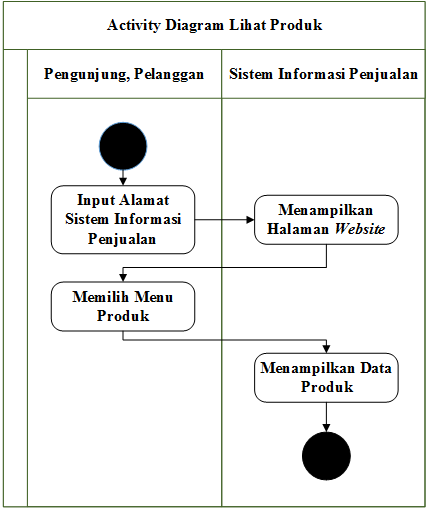 Activity Diagram Lihat Produk
Pengunjung, Pelanggan
Sistem Informasi Penjualan
Input Alamat
Sistem Informasi
Penjualan
Menampilkan
Halaman Website
Memilih Menu
Produk
Menampilkan Data
Produk